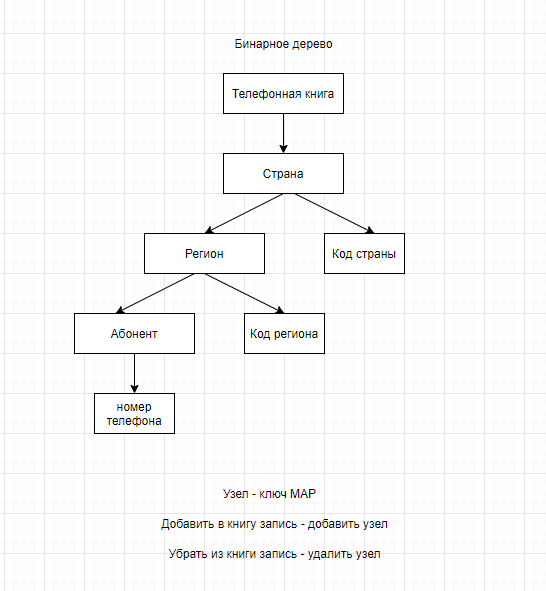 Бинарное дерево
Телефонная книга
Страна
Регион
Код страны
Абонент
Код региона
номер
телефона
Узел - ключ MAP
Добавить в книгу запись - добавить узел
Убрать из книги запись - удалить узел